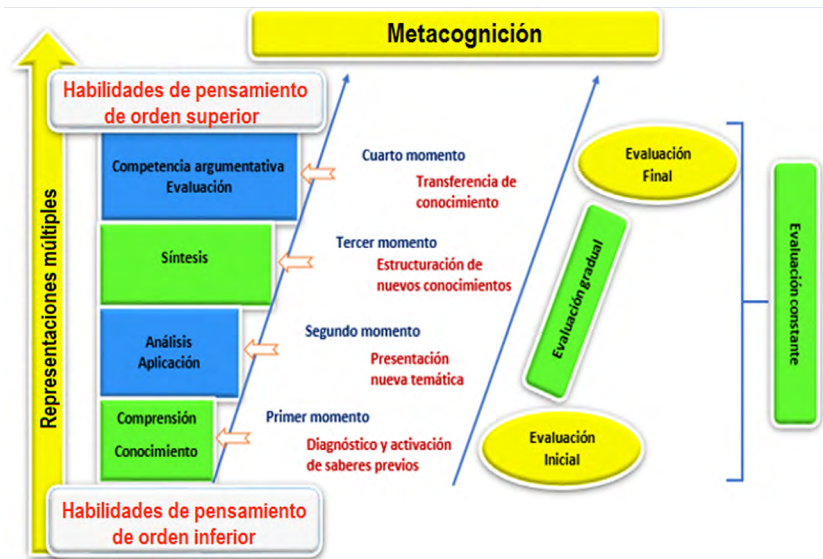 Metacognición
Representaciones múltiples
Habilidades de pensamiento
de orden superior
Competencia argumentativa
Evaluación
Síntesis
Análisis
Aplicación
Comprensión
Conocimiento
Habilidades de pensamiento
de orden inferior
Cuarto momento
Transferencia de
conocimiento
Tercer momento
Estructuración de
nuevos conocimientos
Segundo momento
Presentación
nueva temática
Primer momento
Diagnóstico y activación
de saberes previos
Evaluación
Final
Evaluación gradual
Evaluación
Inicial
Evaluación constante